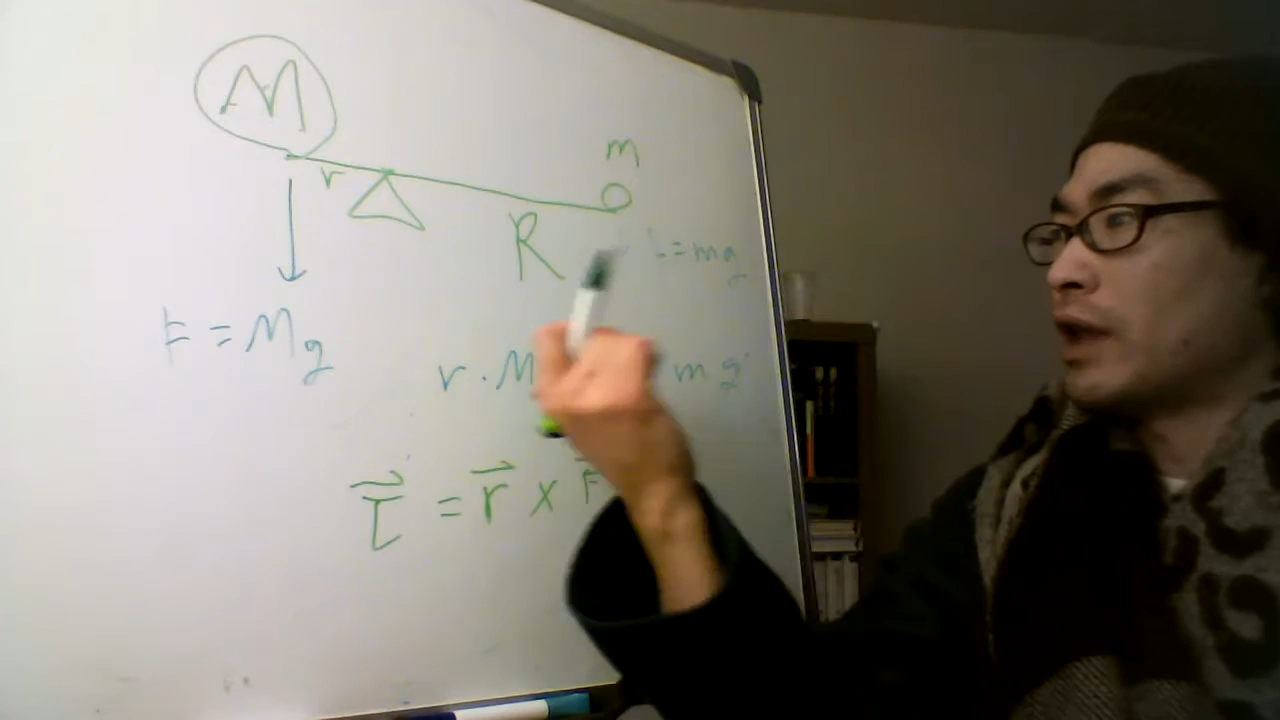 M
m
r
R
F = mg
F = Mg
r · M mg
τ = r × F